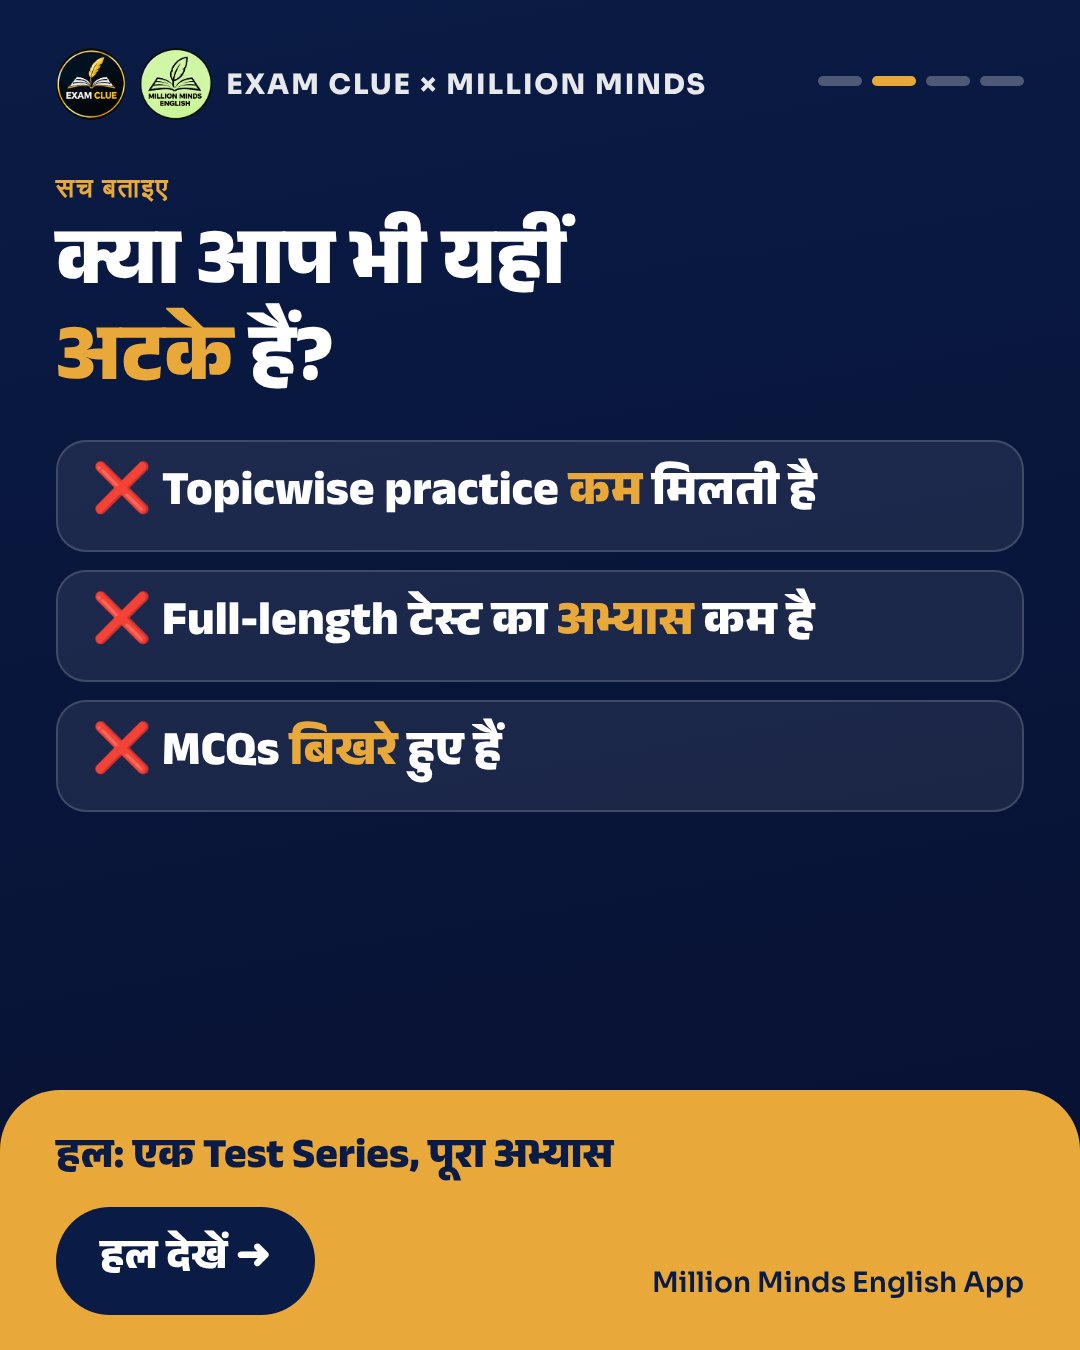 EXAM CLUE
MILLION MINDS
ENGLISH
EXAM CLUE × MILLION MINDS
सच बताइए
क्या आप भी यहीं
अटके हैं?
❌ Topicwise practice कम मिलती है
❌ Full-length टेस्ट का अभ्यास कम है
❌ MCQs बिखरे हुए हैं
हल: एक Test Series, पूरा अभ्यास
हल देखें →
Million Minds English App